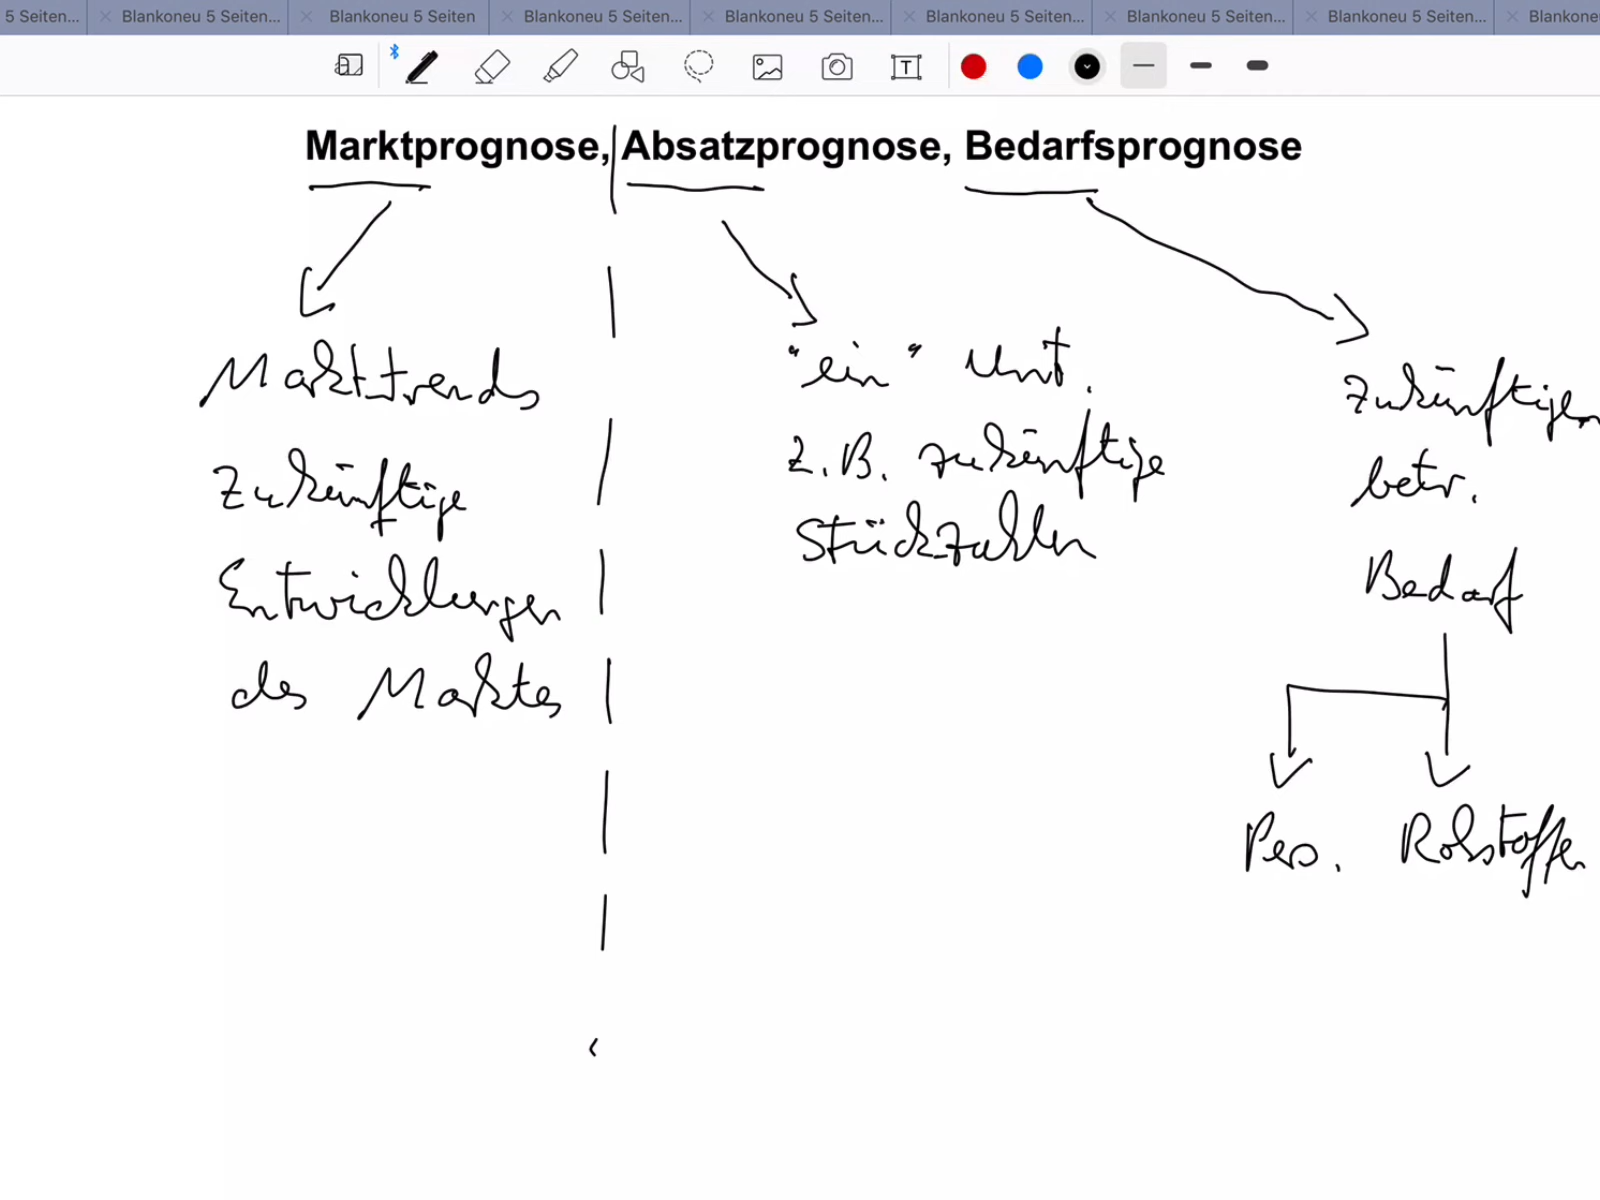 5 Seiten... Blankoneu 5 Seiten... Blankoneu 5 Seiten Blankoneu 5 Seiten... Blankoneu 5 Seiten... Blankoneu 5 Seiten... Blankoneu 5 Seiten... Blankoneu 5 Seiten... Blankone
Marktprognose, Absatzprognose, Bedarfsprognose
Markttrends
Zukünftige
Entwicklungen
des Marktes
"ein" Unt.
z.B. zukünftige
Stückzahlen
Zukünftigen
betr.
Bedarf
Pers. Rohstoffe